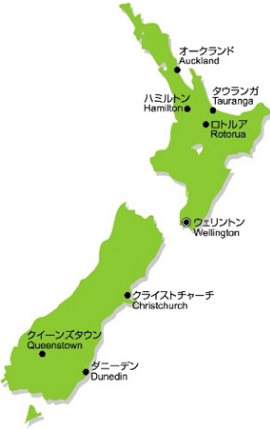 オークランド
Auckland
タウランガ
Tauranga
ハミルトン
Hamilton
ロトルア
Rotorua
ウェリントン
Wellington
クライストチャーチ
Christchurch
クイーンズタウン
Queenstown
ダニーデン
Dunedin